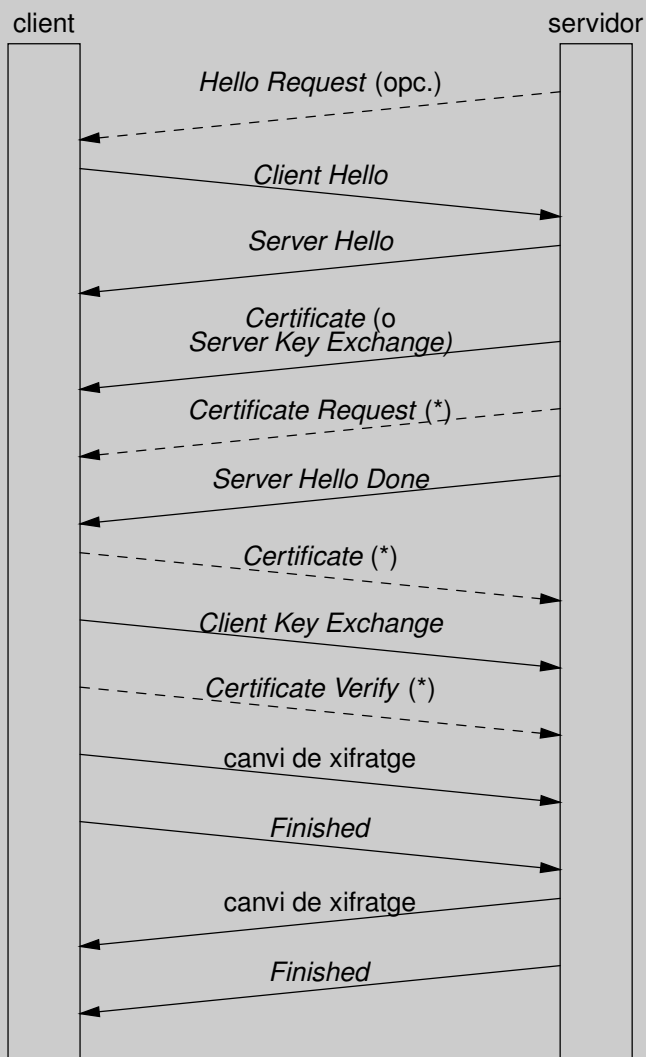 client
servidor
Hello Request (opc.)
Client Hello
Server Hello
Certificate (o
Server Key Exchange)
Certificate Request (*)
Server Hello Done
Certificate (*)
Client Key Exchange
Certificate Verify (*)
canvi de xifratge
Finished
canvi de xifratge
Finished